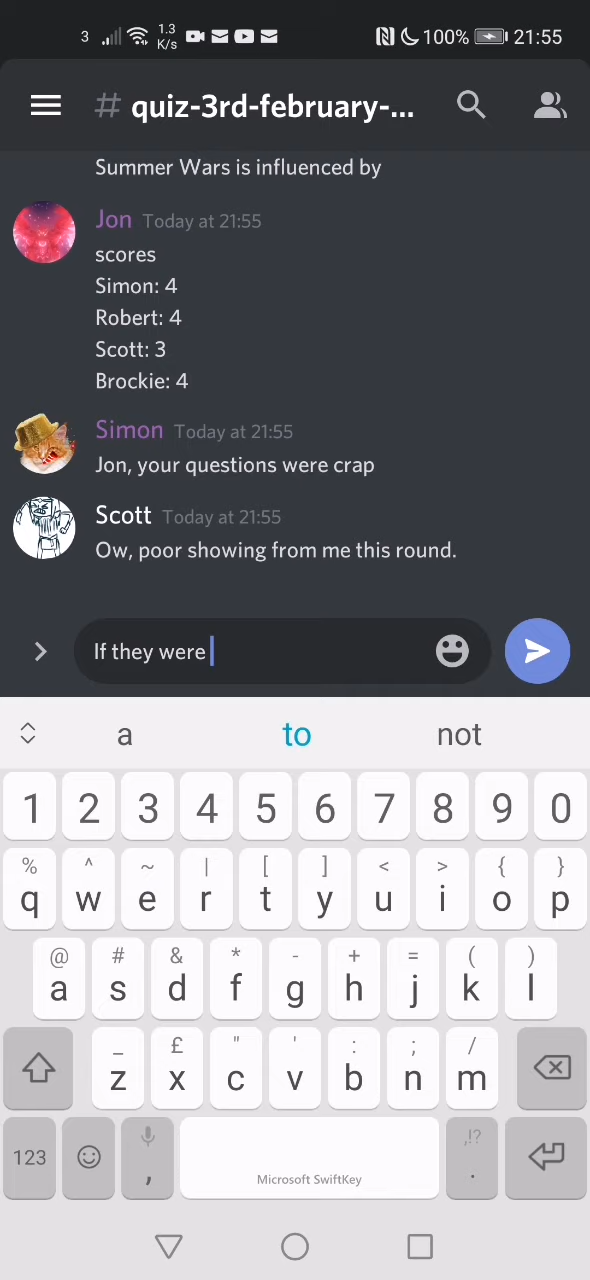 3 1.3 K/s 100% 21:55
# quiz-3rd-february-...
Summer Wars is influenced by
Jon Today at 21:55
scores
Simon: 4
Robert: 4
Scott: 3
Brockie: 4
Simon Today at 21:55
Jon, your questions were crap
Scott Today at 21:55
Ow, poor showing from me this round.
If they were
a to not
1 2 3 4 5 6 7 8 9 0
% ^ ~ | [ ] < > { }
q w e r t y u i o p
@ # & * - + = ( )
a s d f g h j k l
_ £ " ' : ; /
z x c v b n m
,!?
123 , Microsoft SwiftKey .